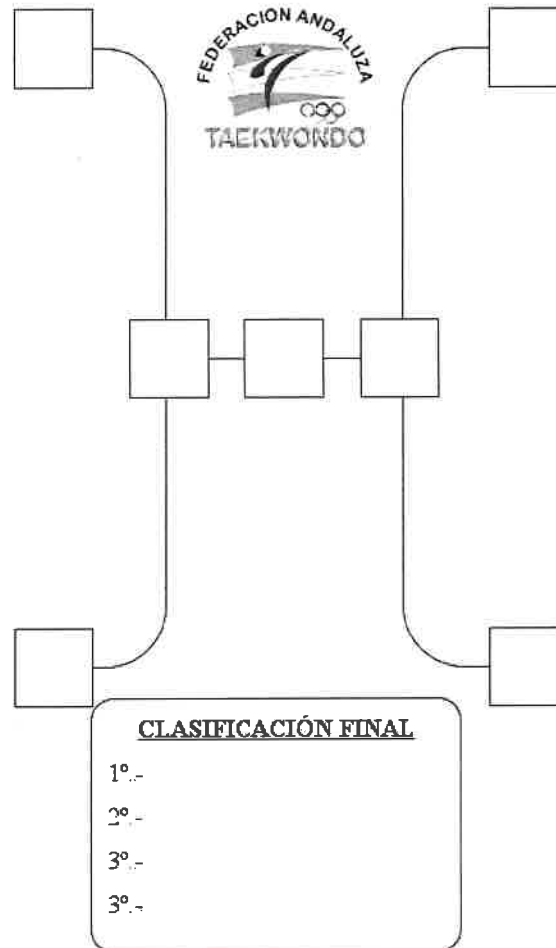 FEDERACION ANDALUZA
TAEKWONDO
CLASIFICACIÓN FINAL
1º.-
2º.-
3º.-
3º.-